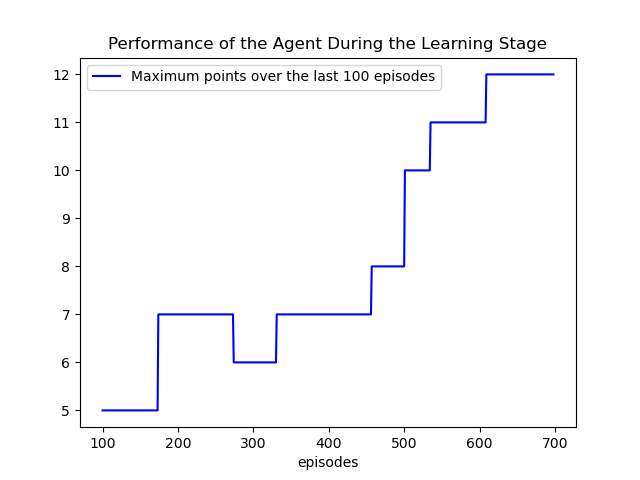 Performance of the Agent During the Learning Stage
Maximum points over the last 100 episodes
12
11
10
9
8
7
6
5
100 200 300 400 500 600 700
episodes